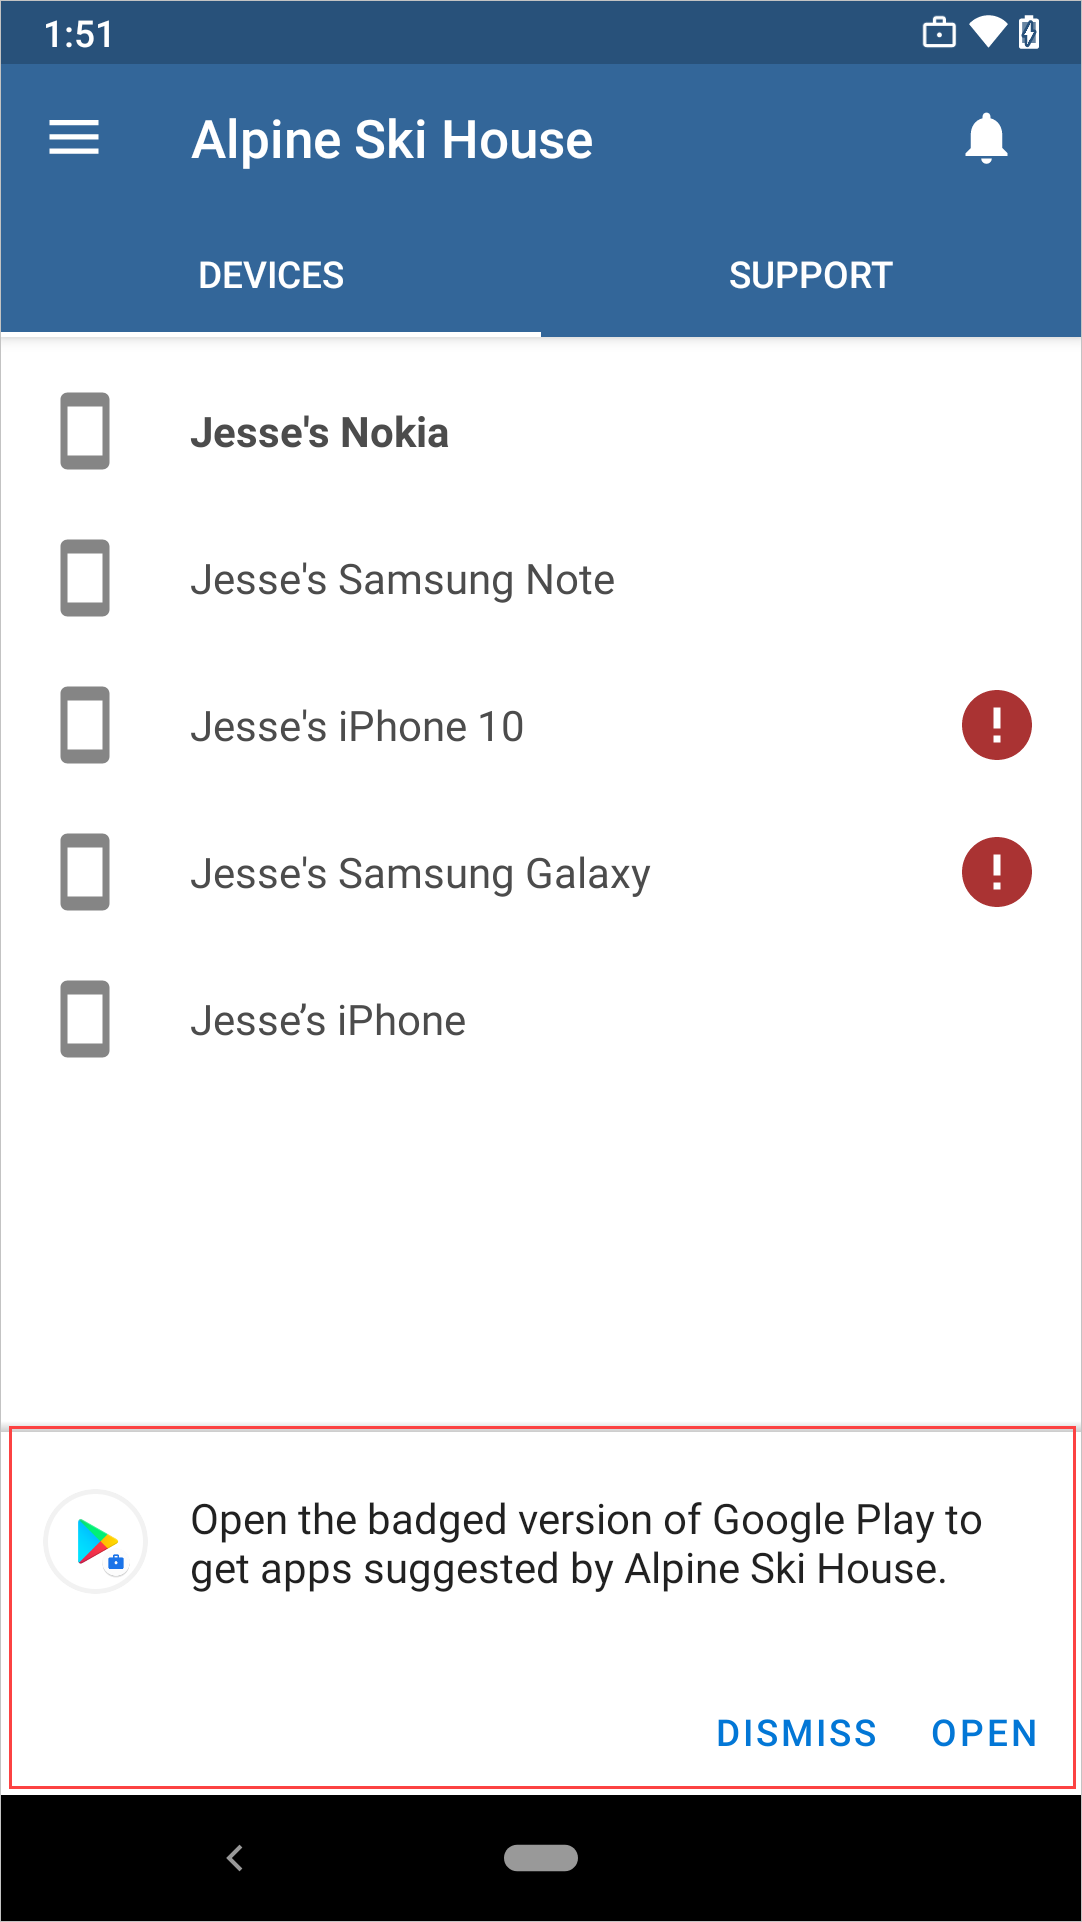 1:51
Alpine Ski House
DEVICES
SUPPORT
Jesse's Nokia
Jesse's Samsung Note
Jesse's iPhone 10
Jesse's Samsung Galaxy
Jesse’s iPhone
Open the badged version of Google Play to
get apps suggested by Alpine Ski House.
DISMISS
OPEN